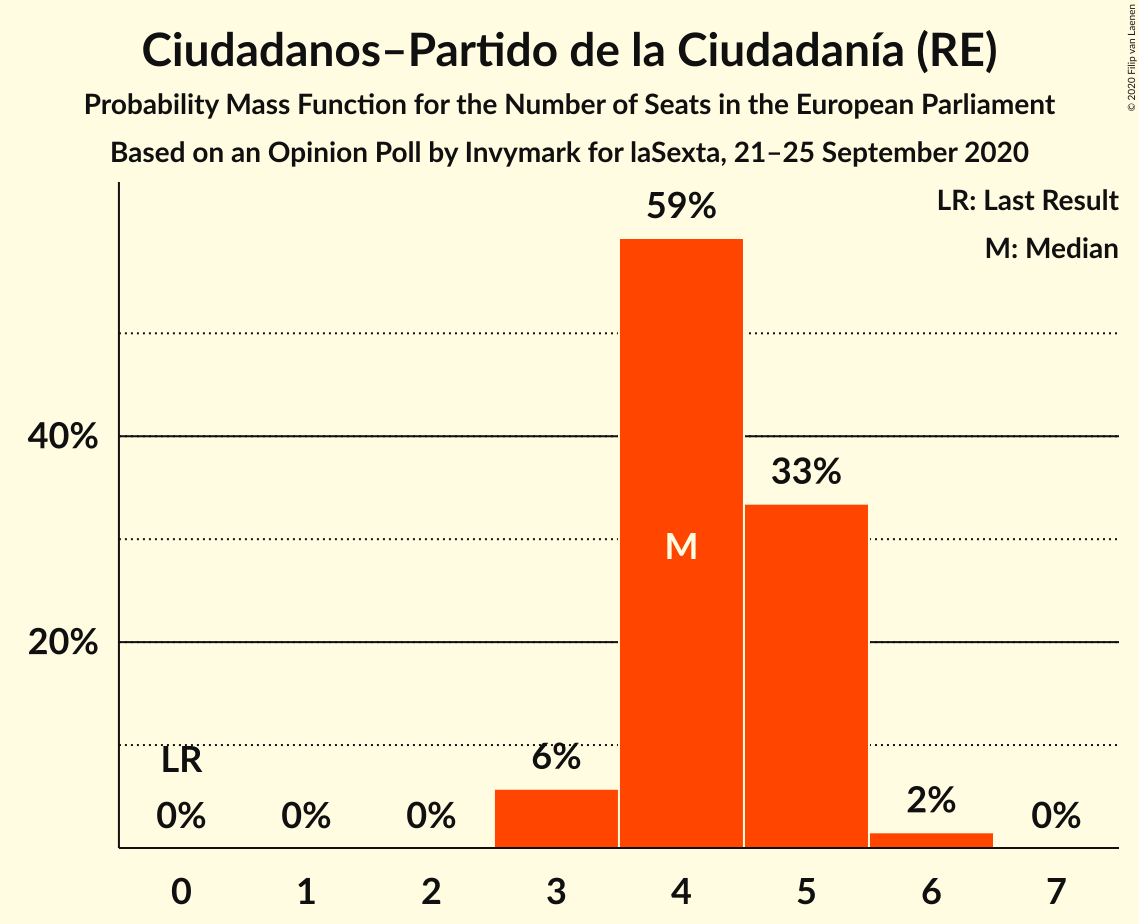 Ciudadanos–Partido de la Ciudadanía (RE)
Probability Mass Function for the Number of Seats in the European Parliament
Based on an Opinion Poll by Invymark for laSexta, 21–25 September 2020
© 2020 Filip van Laenen
LR: Last Result
M: Median
59%
40%
33%
M
20%
LR
6%
0%
0%
0%
2%
0%
0
1
2
3
4
5
6
7